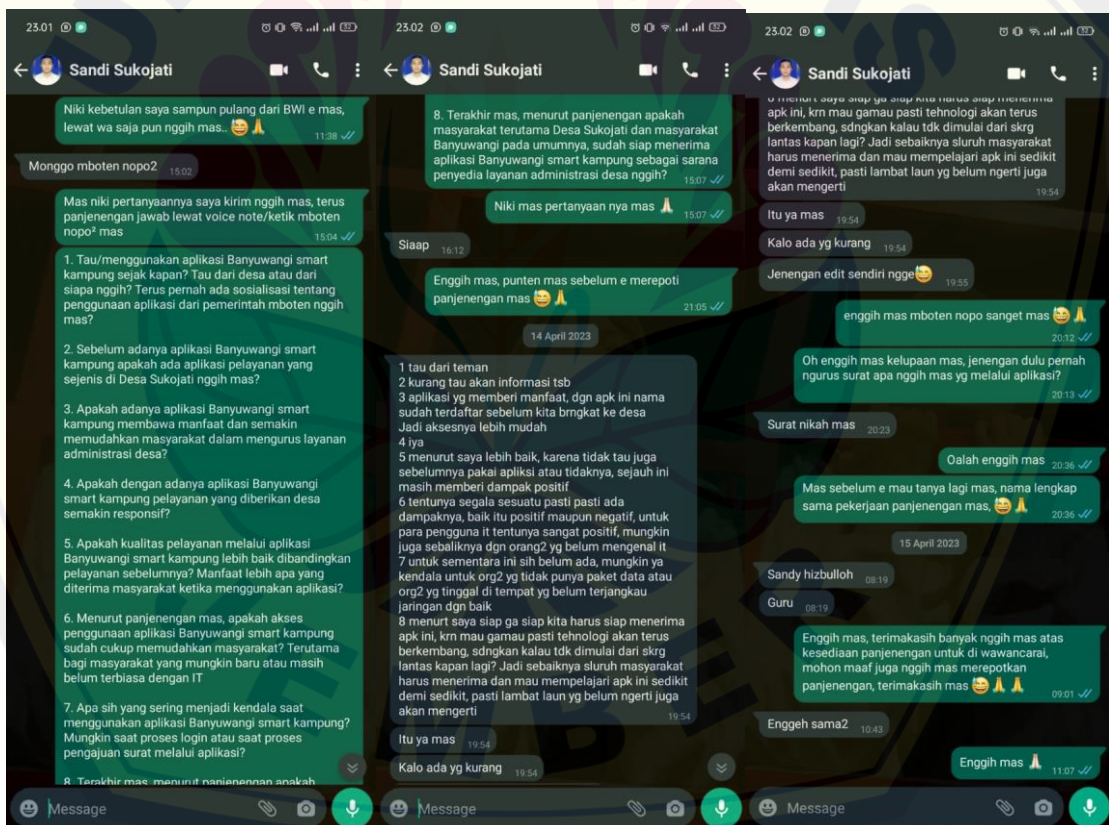 23.01
Sandi Sukojati
Niki kebetulan saya sampun pulang dari BWI e mas,
lewat wa saja pun nggih mas.. 😅🙏
11:38
Monggo mboten nopo2 15:02
Mas niki pertanyaannya saya kirim nggih mas, terus
panjenengan jawab lewat voice note/ketik mboten
nopo² mas
15:04
1. Tau/menggunakan aplikasi Banyuwangi smart
kampung sejak kapan? Tau dari desa atau dari
siapa nggih? Terus pernah ada sosialisasi tentang
penggunaan aplikasi dari pemerintah mboten nggih
mas?
2. Sebelum adanya aplikasi Banyuwangi smart
kampung apakah ada aplikasi pelayanan yang
sejenis di Desa Sukojati nggih mas?
3. Apakah adanya aplikasi Banyuwangi smart
kampung membawa manfaat dan semakin
memudahkan masyarakat dalam mengurus layanan
administrasi desa?
4. Apakah dengan adanya aplikasi Banyuwangi
smart kampung pelayanan yang diberikan desa
semakin responsif?
5. Apakah kualitas pelayanan melalui aplikasi
Banyuwangi smart kampung lebih baik dibandingkan
pelayanan sebelumnya? Manfaat lebih apa yang
diterima masyarakat ketika menggunakan aplikasi?
6. Menurut panjenengan mas, apakah akses
penggunaan aplikasi Banyuwangi smart kampung
sudah cukup memudahkan masyarakat? Terutama
bagi masyarakat yang mungkin baru atau masih
belum terbiasa dengan IT
7. Apa sih yang sering menjadi kendala saat
menggunakan aplikasi Banyuwangi smart kampung?
Mungkin saat proses login atau saat proses
pengajuan surat melalui aplikasi?
8. Terakhir mas, menurut panjenengan apakah
Message
23.02
Sandi Sukojati
8. Terakhir mas, menurut panjenengan apakah
masyarakat terutama Desa Sukojati dan masyarakat
Banyuwangi pada umumnya, sudah siap menerima
aplikasi Banyuwangi smart kampung sebagai sarana
penyedia layanan administrasi desa nggih?
15:07
Niki mas pertanyaan nya mas 🙏 15:07
Siaap 16:12
Enggih mas, punten mas sebelum e merepoti
panjenengan mas 😅🙏
21:05
14 April 2023
1 tau dari teman
2 kurang tau akan informasi tsb
3 aplikasi yg memberi manfaat, dgn apk ini nama
sudah terdaftar sebelum kita brngkat ke desa
Jadi aksesnya lebih mudah
4 iya
5 menurut saya lebih baik, karena tidak tau juga
sebelumnya pakai apliksi atau tidaknya, sejauh ini
masih memberi dampak positif
6 tentunya segala sesuatu pasti pasti ada
dampaknya, baik itu positif maupun negatif, untuk
para pengguna it tentunya sangat positif, mungkin
juga sebaliknya dgn orang2 yg belum mengenal it
7 untuk sementara ini sih belum ada, mungkin ya
kendala untuk org2 yg tidak punya paket data atau
org2 yg tinggal di tempat yg belum terjangkau
jaringan dgn baik
8 menurt saya siap ga siap kita harus siap menerima
apk ini, krn mau gamau pasti tehnologi akan terus
berkembang, sdngkan kalau tdk dimulai dari skrg
lantas kapan lagi? Jadi sebaiknya sluruh masyarakat
harus menerima dan mau mempelajari apk ini sedikit
demi sedikit, pasti lambat laun yg belum ngerti juga
akan mengerti
19:54
Itu ya mas 19:54
Kalo ada yg kurang 19:54
Message
23.02
Sandi Sukojati
8 menurt saya siap ga siap kita harus siap menerima
apk ini, krn mau gamau pasti tehnologi akan terus
berkembang, sdngkan kalau tdk dimulai dari skrg
lantas kapan lagi? Jadi sebaiknya sluruh masyarakat
harus menerima dan mau mempelajari apk ini sedikit
demi sedikit, pasti lambat laun yg belum ngerti juga
akan mengerti
19:54
Itu ya mas 19:54
Kalo ada yg kurang 19:54
Jenengan edit sendiri ngge😅 19:55
enggih mas mboten nopo sanget mas 😅🙏
20:12
Oh enggih mas kelupaan mas, jenengan dulu pernah
ngurus surat apa nggih mas yg melalui aplikasi?
20:13
Surat nikah mas 20:23
Oalah enggih mas 20:36
Mas sebelum e mau tanya lagi mas, nama lengkap
sama pekerjaan panjenengan mas, 😅🙏
20:36
15 April 2023
Sandy hizbulloh 08:19
Guru 08:19
Enggih mas, terimakasih banyak nggih mas atas
kesediaan panjenengan untuk di wawancarai,
mohon maaf juga nggih mas merepotkan
panjenengan, terimakasih mas 😅🙏🙏
09:01
Enggeh sama2 10:43
Enggih mas 🙏 11:07
Message